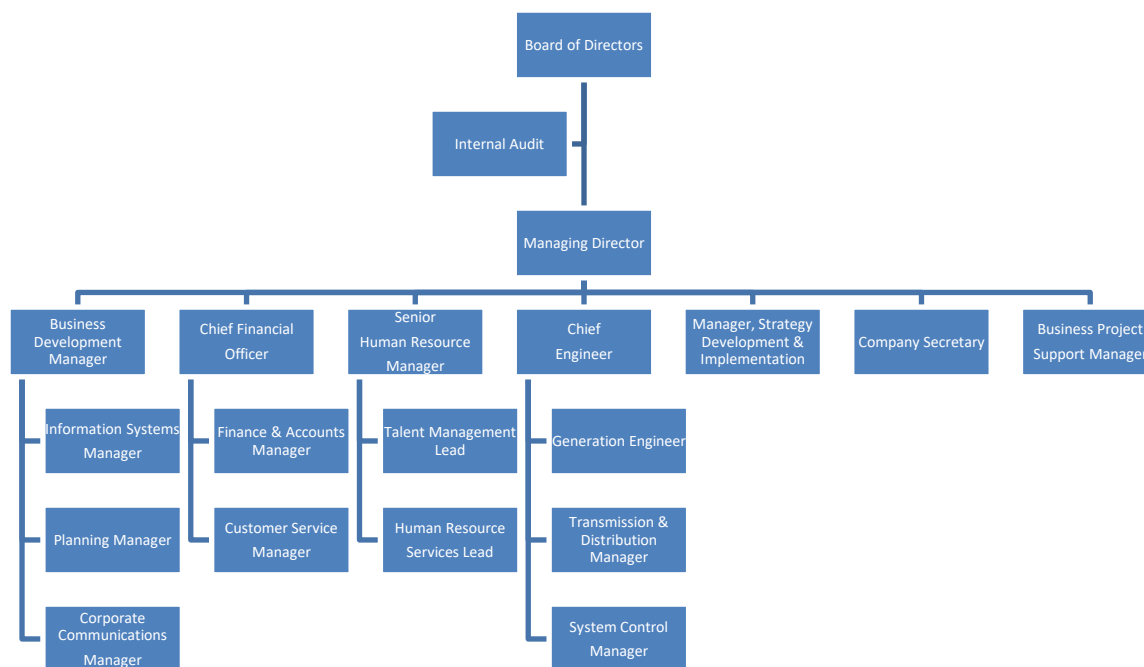 Board of Directors
Internal Audit
Managing Director
Business
Development
Manager
Chief Financial
Officer
Senior
Human Resource
Manager
Chief
Engineer
Manager, Strategy
Development &
Implementation
Company Secretary
Business Project
Support Manager
Information Systems
Manager
Finance & Accounts
Manager
Talent Management
Lead
Generation Engineer
Planning Manager
Customer Service
Manager
Human Resource
Services Lead
Transmission &
Distribution
Manager
Corporate
Communications
Manager
System Control
Manager